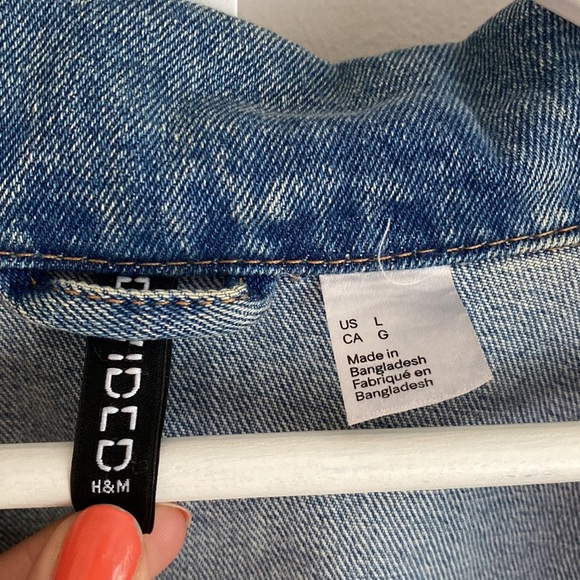 H&M
US L
CA G
Made in
Bangladesh
Fabriqué en
Bangladesh